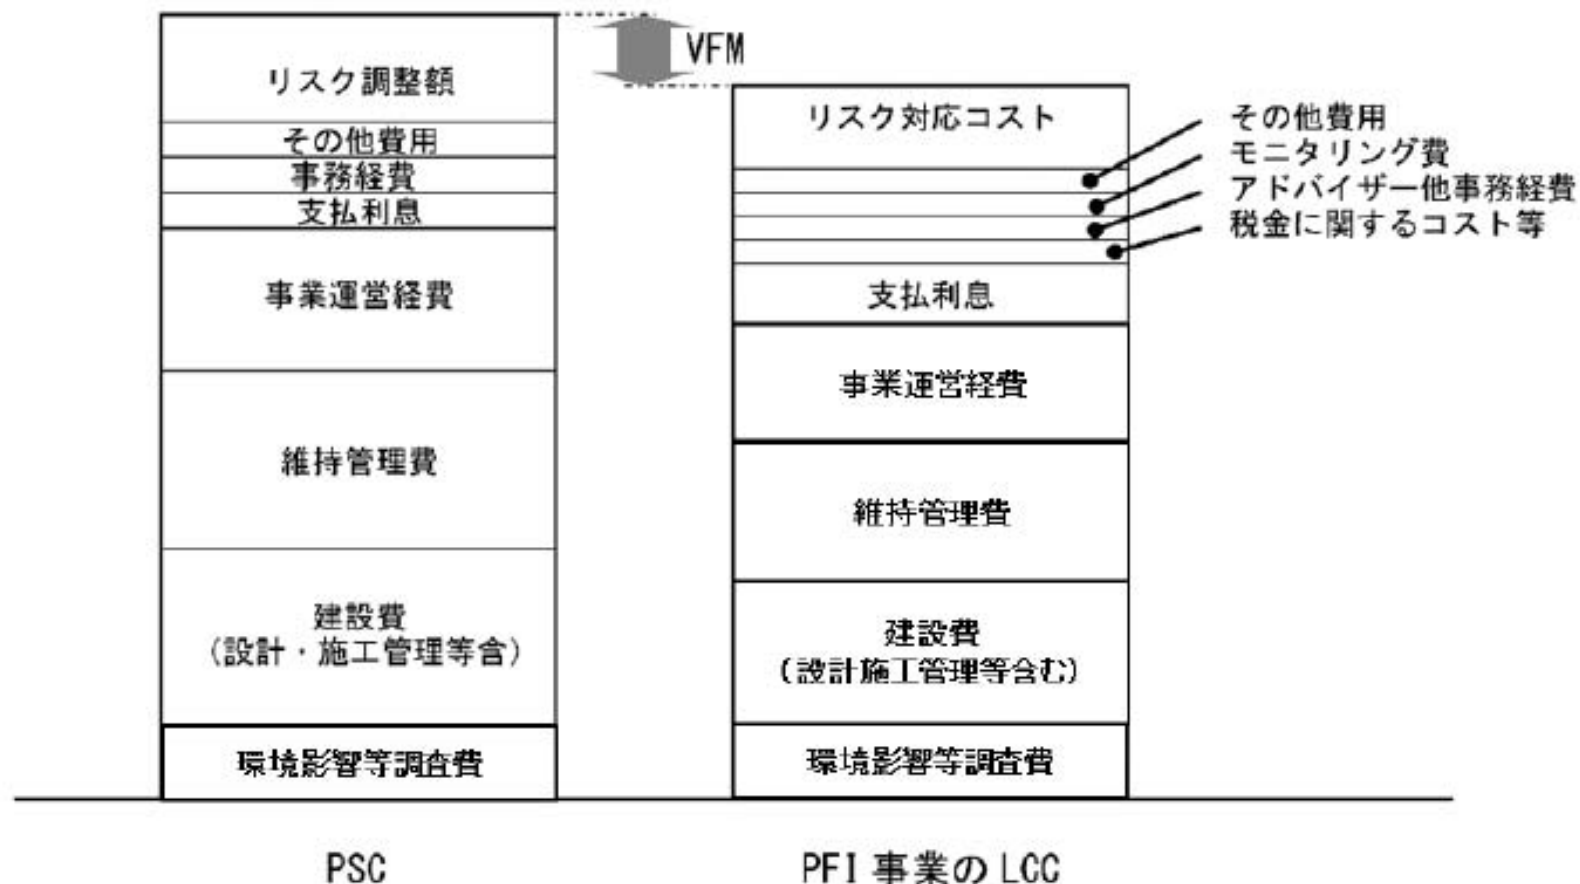 VFM
リスク調整額
その他費用
事務経費
支払利息
事業運営経費
維持管理費
建設費
（設計・施工管理等含）
環境影響等調査費
PSC
リスク対応コスト
その他費用
モニタリング費
アドバイザー他事務経費
税金に関するコスト等
支払利息
事業運営経費
維持管理費
建設費
（設計施工管理等含む）
環境影響等調査費
PFI 事業の LCC